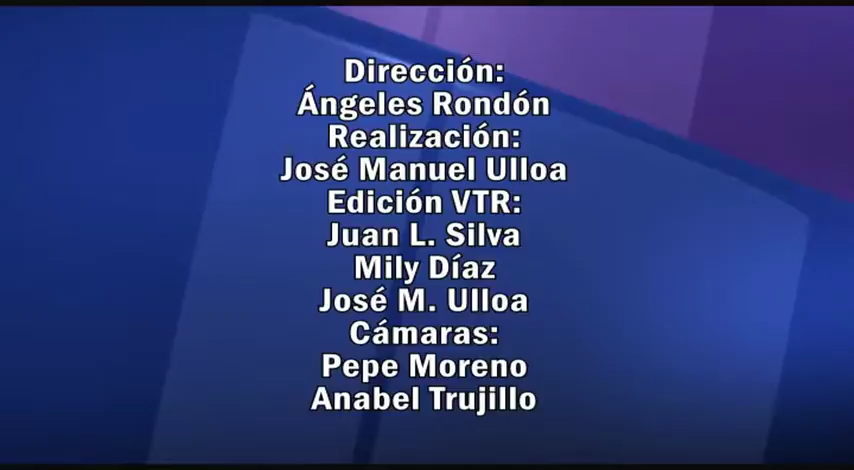 Dirección:
Ángeles Rondón
Realización:
José Manuel Ulloa
Edición VTR:
Juan L. Silva
Mily Díaz
José M. Ulloa
Cámaras:
Pepe Moreno
Anabel Trujillo